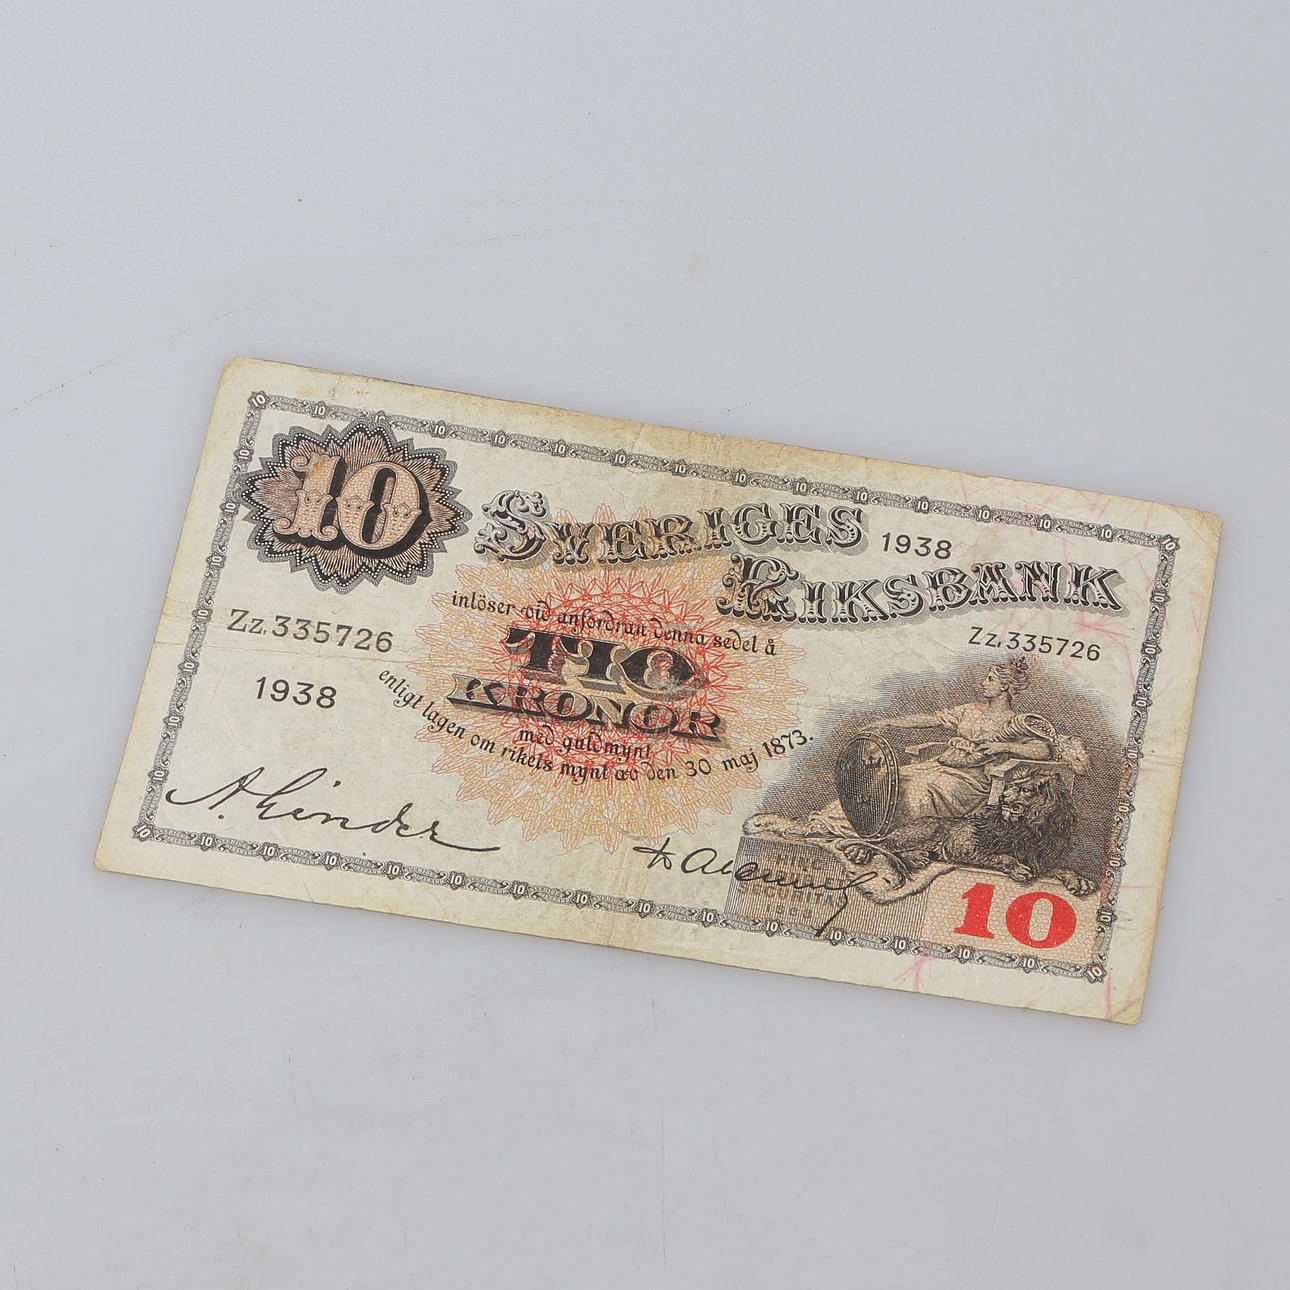 10
SVERIGES
1938
RIKSBANK
inlöser vid anfordran denna sedel å
TIO
KRONOR
med guldmynt
enligt lagen om rikets mynt av den 30 maj 1873.
Zz.335726
Zz.335726
1938
A Linder
10